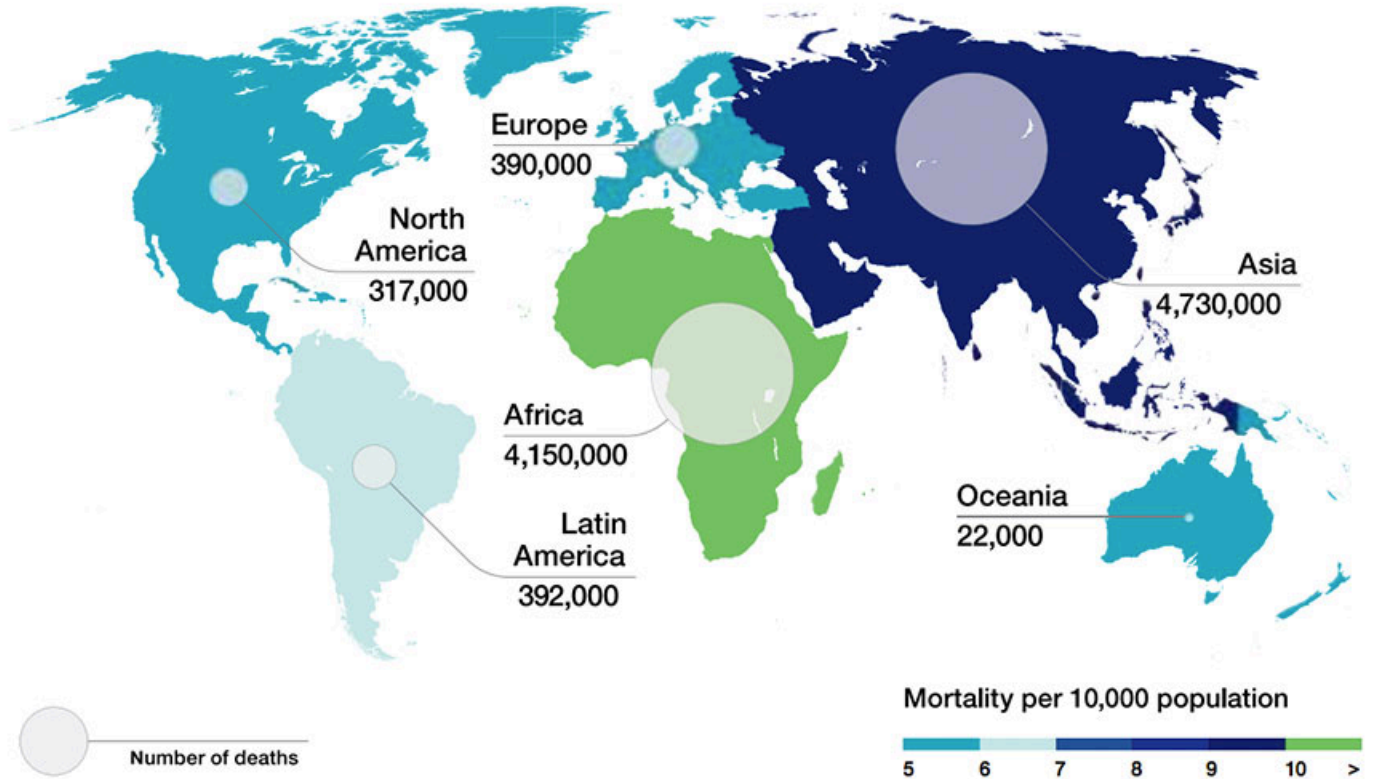 Europe
390,000
North
America
317,000
Asia
4,730,000
Africa
4,150,000
Oceania
22,000
Latin
America
392,000
Mortality per 10,000 population
5 6 7 8 9 10 >
Number of deaths